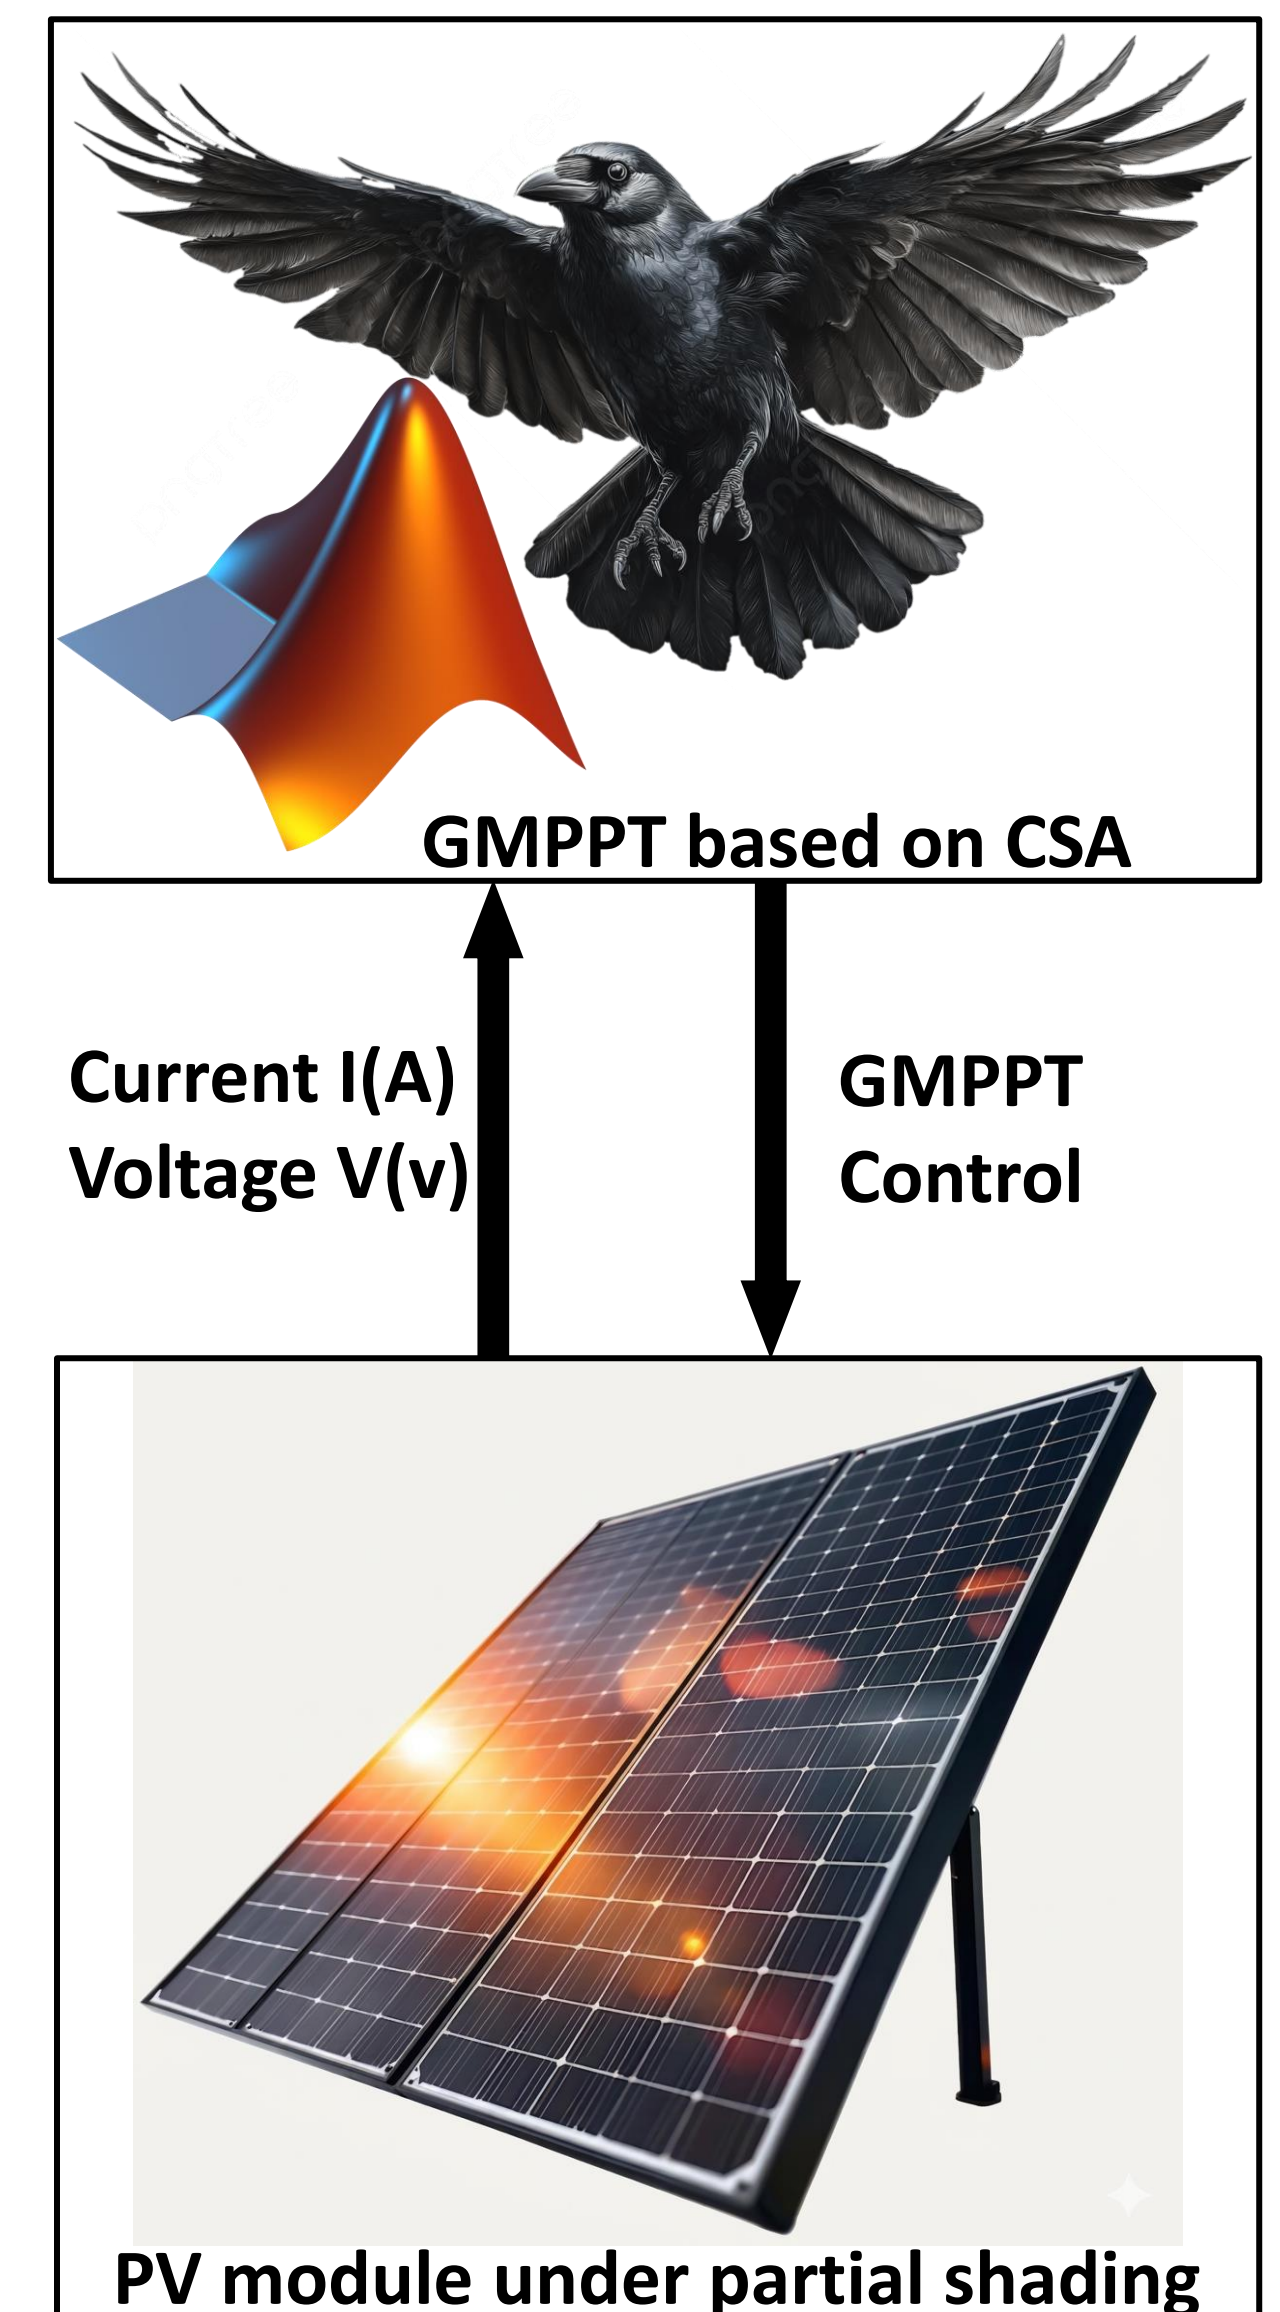 GMPPT based on CSA
Current I(A)
Voltage V(v)
GMPPT
Control
PV module under partial shading